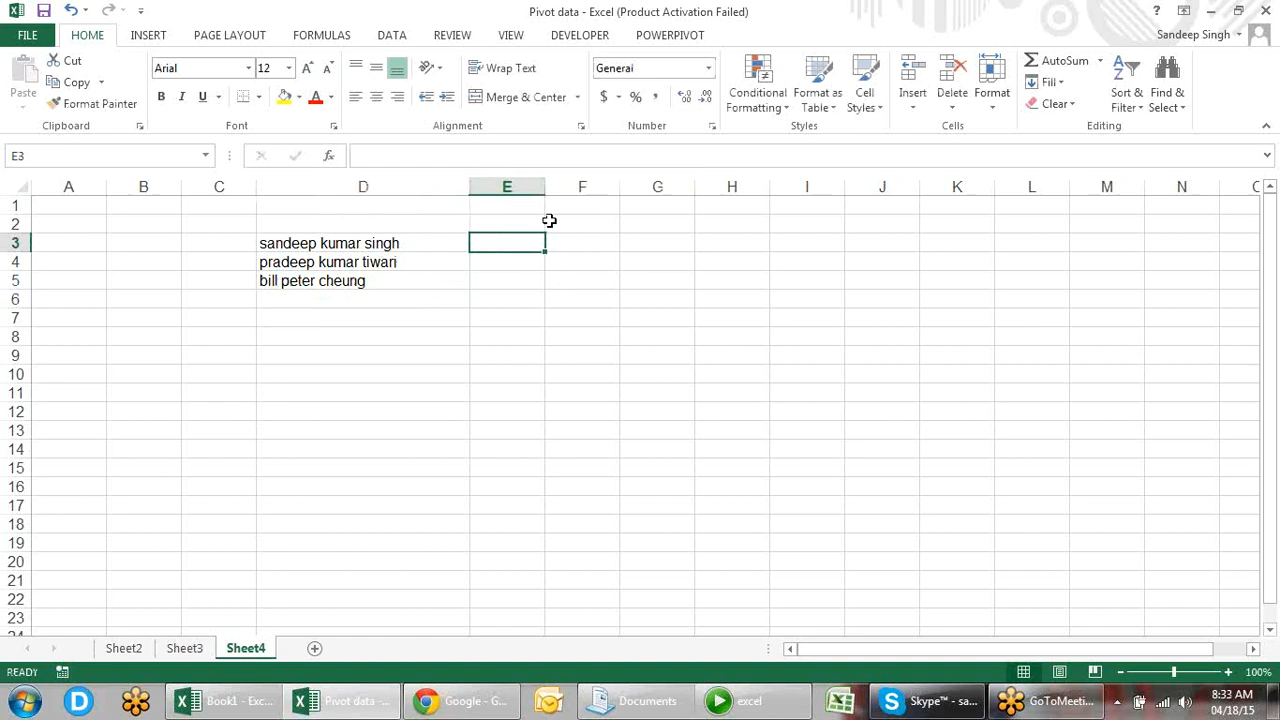 Pivot data - Excel (Product Activation Failed)
FILE HOME INSERT PAGE LAYOUT FORMULAS DATA REVIEW VIEW DEVELOPER POWERPIVOT Sandeep Singh
Paste Cut Copy Format Painter
Arial 12
B I U A
Wrap Text
Merge & Center
General
$ % ,
Conditional Formatting
Format as Table
Cell Styles
Insert Delete Format
AutoSum
Fill
Clear
Sort & Filter
Find & Select
Clipboard Font Alignment Number Styles Cells Editing
E3 fx
A B C D E F G H I J K L M N
1
2
3 sandeep kumar singh
4 pradeep kumar tiwari
5 bill peter cheung
6
7
8
9
10
11
12
13
14
15
16
17
18
19
20
21
22
23
Sheet2 Sheet3 Sheet4
READY 100%
Book1 - Exc... Pivot data -... Google - G... Documents excel Skype™ - sa... GoToMeeti... 8:33 AM
04/18/15